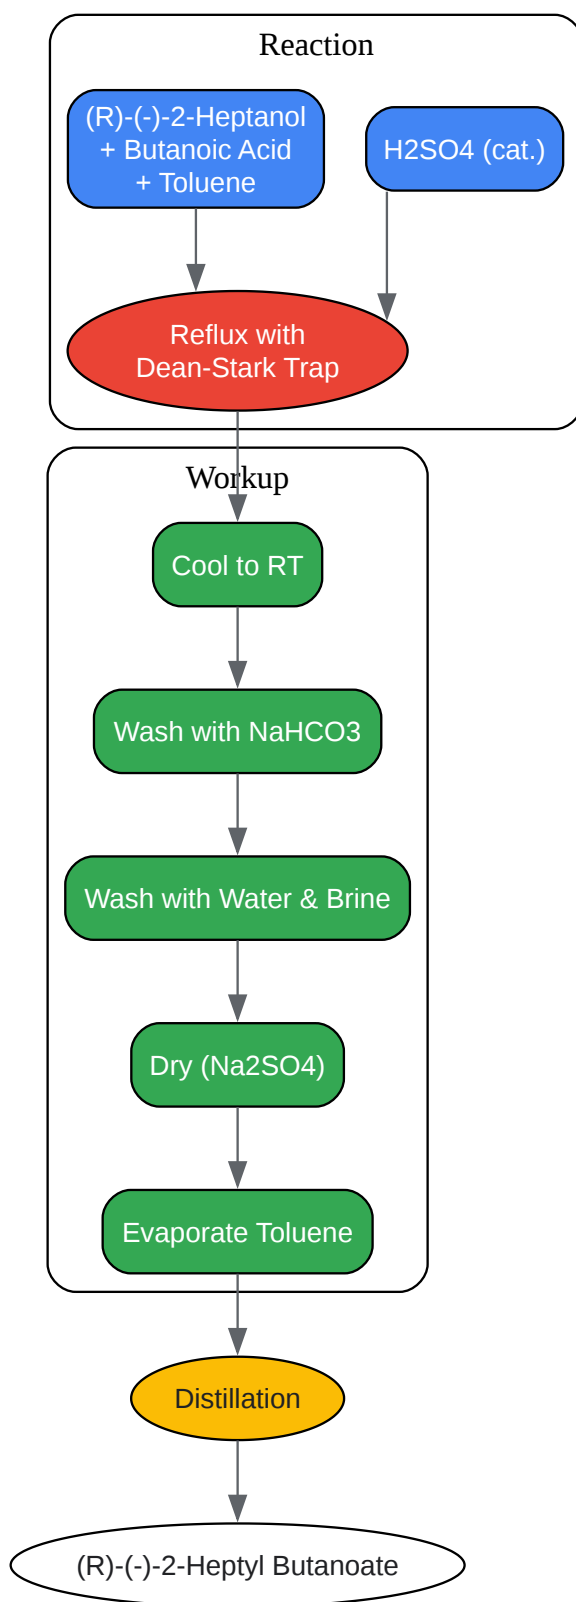 Reaction
(R)-(-)-2-Heptanol
+ Butanoic Acid
+ Toluene
H2SO4 (cat.)
Reflux with
Dean-Stark Trap
Workup
Cool to RT
Wash with NaHCO3
Wash with Water & Brine
Dry (Na2SO4)
Evaporate Toluene
Distillation
(R)-(-)-2-Heptyl Butanoate